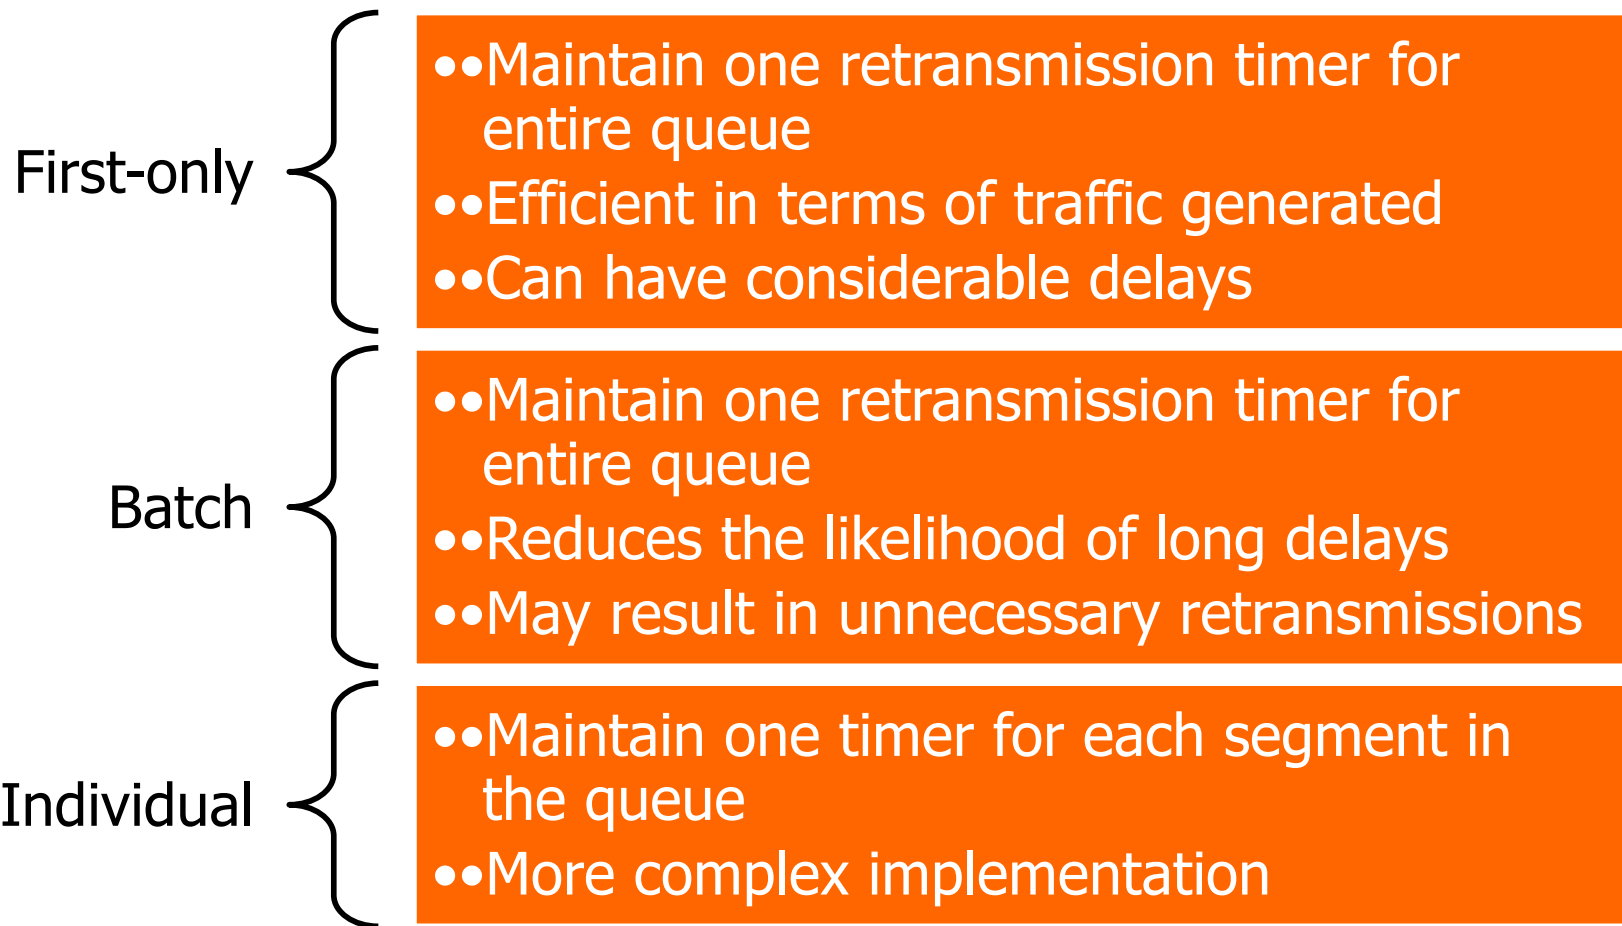 First-only
••Maintain one retransmission timer for
entire queue
••Efficient in terms of traffic generated
••Can have considerable delays
Batch
••Maintain one retransmission timer for
entire queue
••Reduces the likelihood of long delays
••May result in unnecessary retransmissions
Individual
••Maintain one timer for each segment in
the queue
••More complex implementation